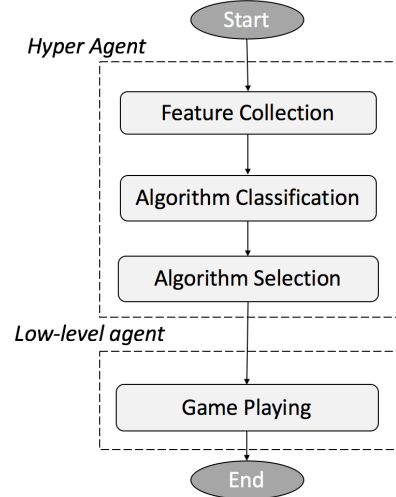 Start
Hyper Agent
Feature Collection
Algorithm Classification
Algorithm Selection
Low-level agent
Game Playing
End